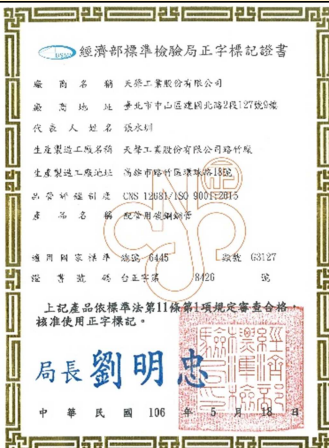 經濟部標準檢驗局正字標記證書
廠商名稱 天聲工業股份有限公司
廠商地址 臺北市中山區建國北路2段127號9樓
代表人姓名 張水
生產製造工廠名稱 天聲工業股份有限公司路竹廠
生產製造工廠地址 高雄市路竹區環球路18號
品管評鑑制度 CNS 12681/ISO 9001:2015
產品名稱 配管用碳鋼鋼管
適用國家標準 總號 6445 類號 G3127
證書號碼 台正字第 8426 號
上記產品依標準法第11條第1項規定審查合格，
核准使用正字標記。
局長 劉明忠
中華民國 106 年 5 月 18 日